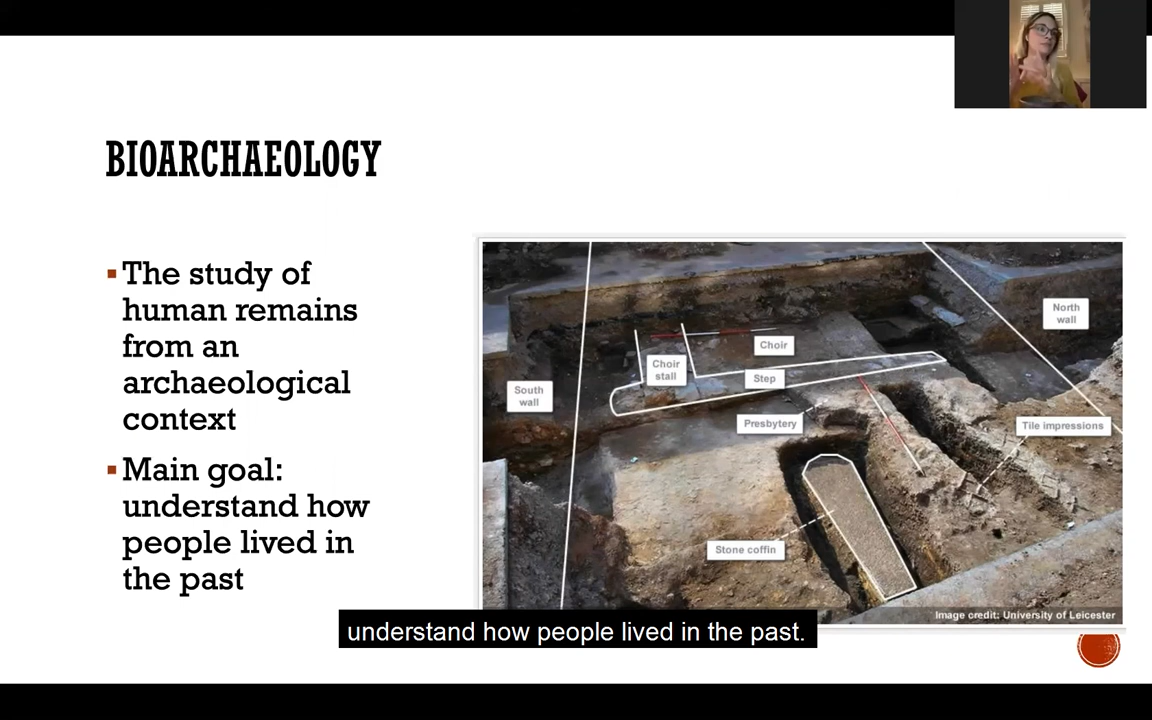 BIOARCHAEOLOGY
▪The study of
human remains
from an
archaeological
context
▪Main goal:
understand how
people lived in
the past
North
wall
Choir
Choir
stall
Step
South
wall
Presbytery
Tile impressions
Stone coffin
Image credit: University of Leicester
understand how people lived in the past.